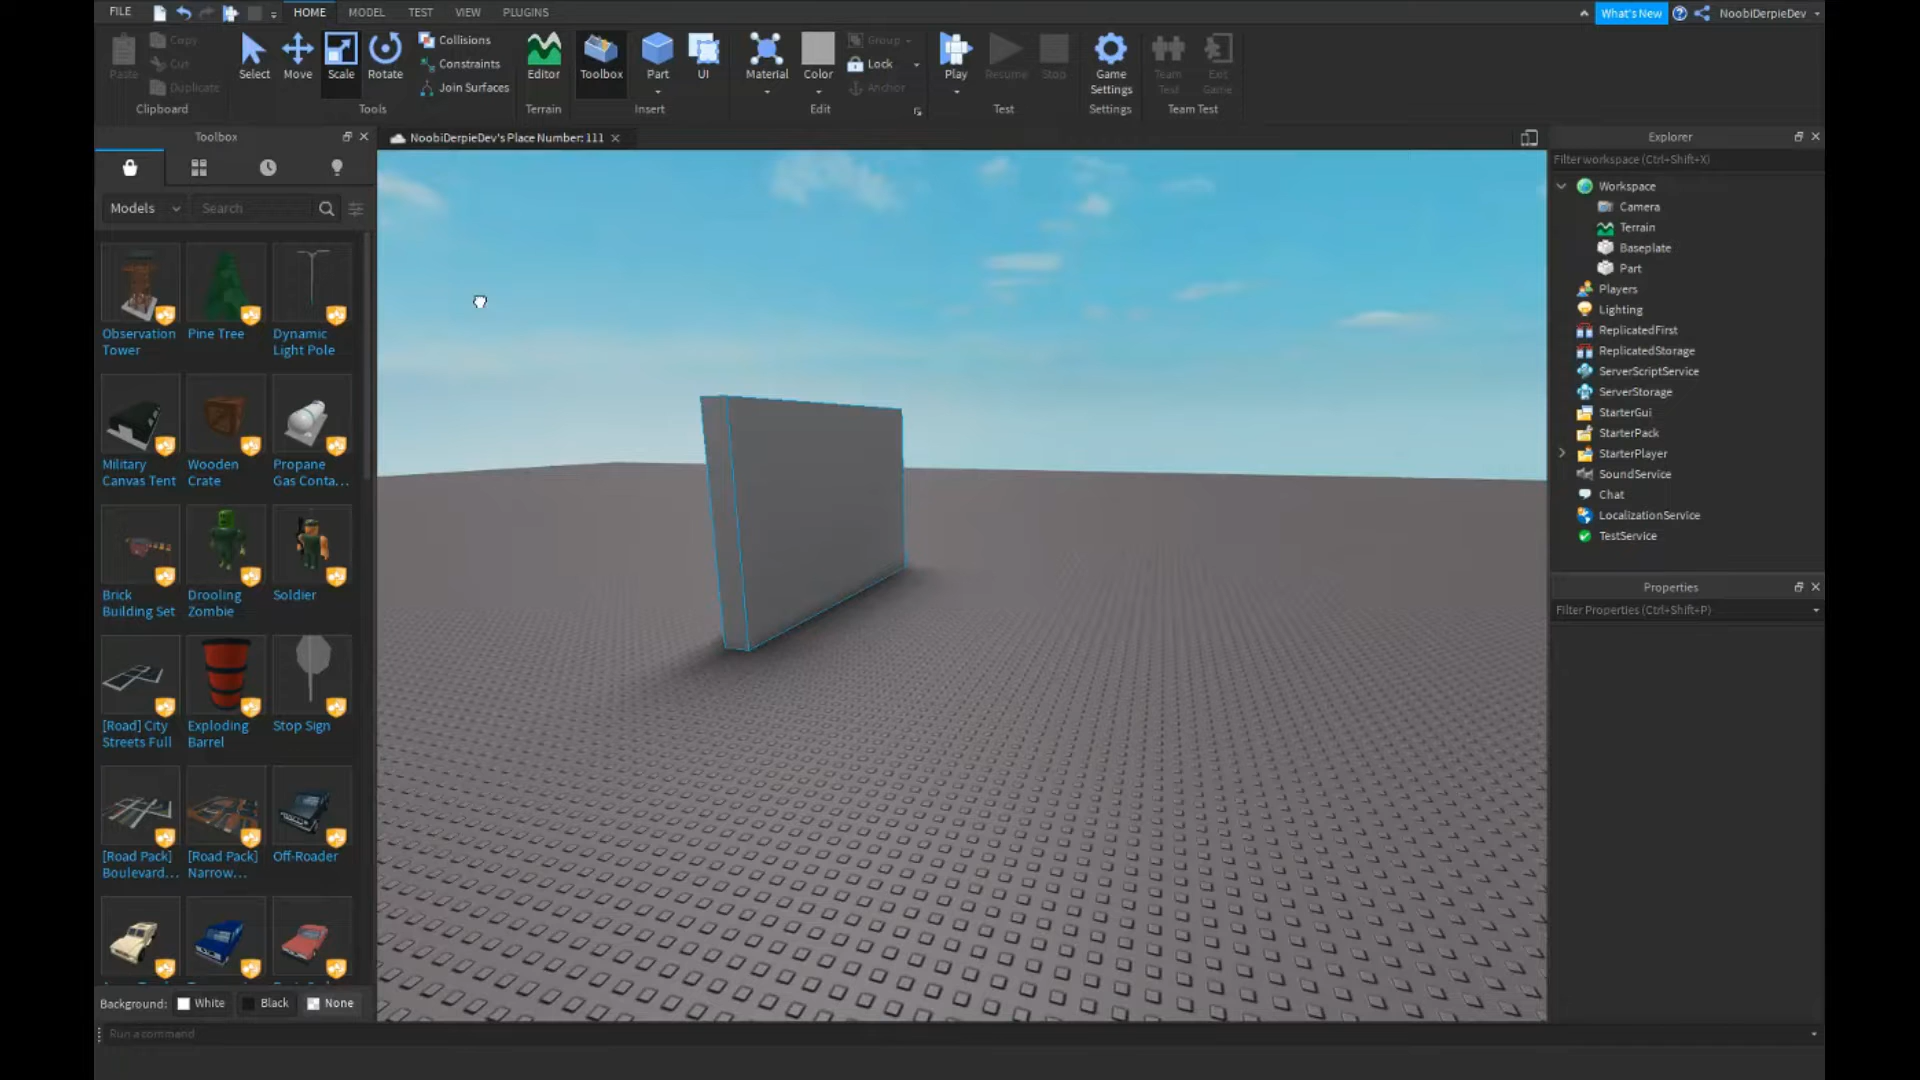 FILE HOME MODEL TEST VIEW PLUGINS What's New NoobiDerpieDev
Paste Copy Cut Duplicate Clipboard
Select Move Scale Rotate Collisions Constraints Join Surfaces Tools
Editor Terrain
Toolbox Part UI Insert
Material Color Group Lock Anchor Edit
Play Resume Stop Test
Game Settings Settings
Team Test Exit Game Team Test
Toolbox
Models Search
Observation Tower
Pine Tree
Dynamic Light Pole
Military Canvas Tent
Wooden Crate
Propane Gas Conta...
Brick Building Set
Drooling Zombie
Soldier
[Road] City Streets Full
Exploding Barrel
Stop Sign
[Road Pack] Boulevard...
[Road Pack] Narrow...
Off-Roader
Background: White Black None
Run a command
NoobiDerpieDev's Place Number: 111
Explorer
Filter workspace (Ctrl+Shift+X)
Workspace
Camera
Terrain
Baseplate
Part
Players
Lighting
ReplicatedFirst
ReplicatedStorage
ServerScriptService
ServerStorage
StarterGui
StarterPack
StarterPlayer
SoundService
Chat
LocalizationService
TestService
Properties
Filter Properties (Ctrl+Shift+P)